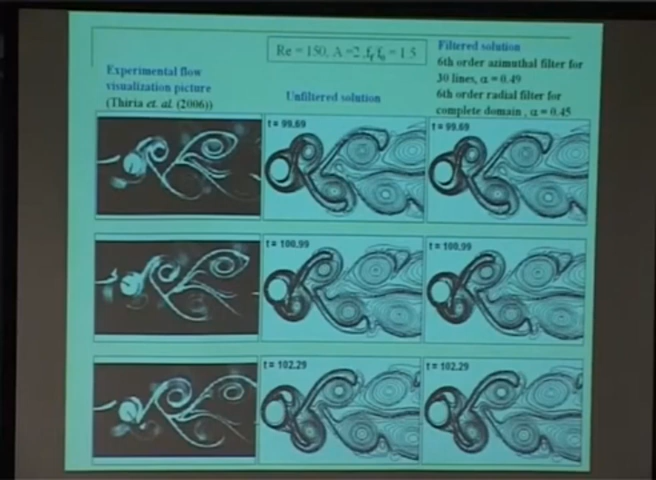 Re = 150, A = 2, f_f/f_0 = 1.5
Experimental flow
visualization picture
(Thiria et. al. (2006))
Unfiltered solution
Filtered solution
6th order azimuthal filter for
30 lines, α = 0.49
6th order radial filter for
complete domain , α = 0.45
t = 99.69
t = 99.69
t = 100.99
t = 100.99
t = 102.29
t = 102.29